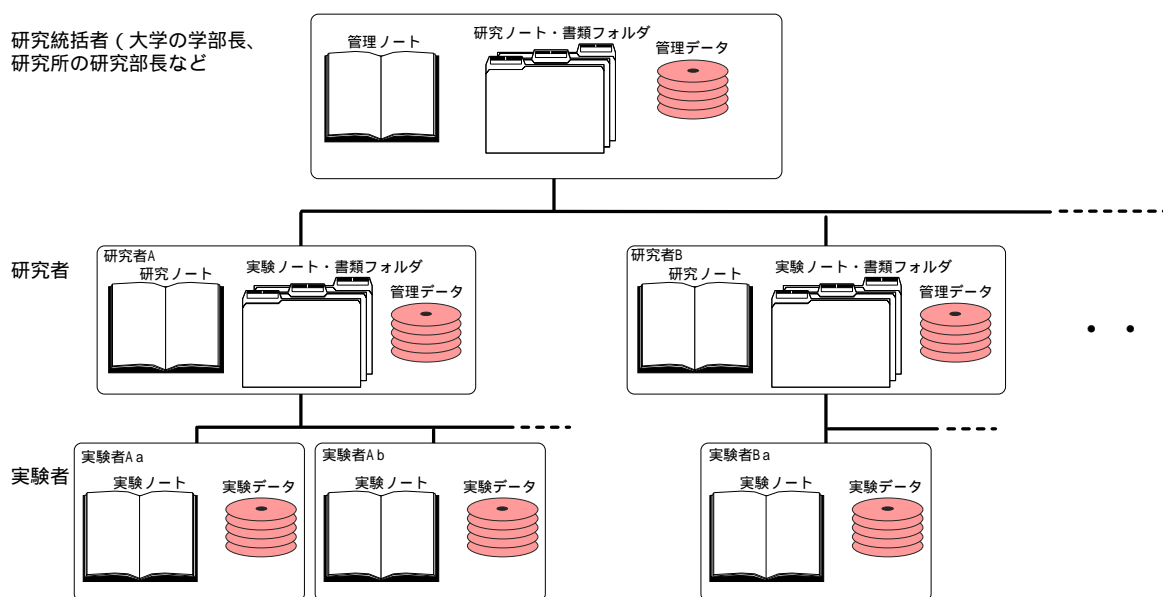 研究統括者（大学の学部長、
研究所の研究部長など
管理ノート
研究ノート・書類フォルダ
管理データ
研究者
研究者A
研究ノート
実験ノート・書類フォルダ
管理データ
研究者B
研究ノート
実験ノート・書類フォルダ
管理データ
・ ・
実験者
実験者Aa
実験ノート
実験データ
実験者Ab
実験ノート
実験データ
実験者Ba
実験ノート
実験データ